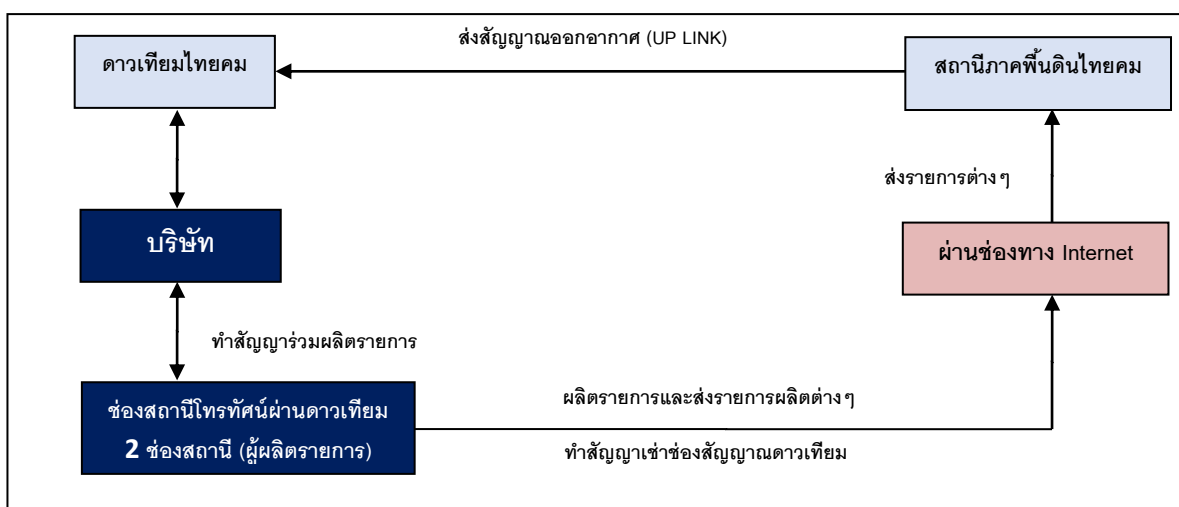 ส่งสัญญาณออกอากาศ (UP LINK)
ดาวเทียมไทยคม
สถานีภาคพื้นดินไทยคม
ส่งรายการต่างๆ
บริษัท
ผ่านช่องทาง Internet
ทำสัญญาร่วมผลิตรายการ
ช่องสถานีโทรทัศน์ผ่านดาวเทียม
2 ช่องสถานี (ผู้ผลิตรายการ)
ผลิตรายการและส่งรายการผลิตต่างๆ
ทำสัญญาเช่าช่องสัญญาณดาวเทียม